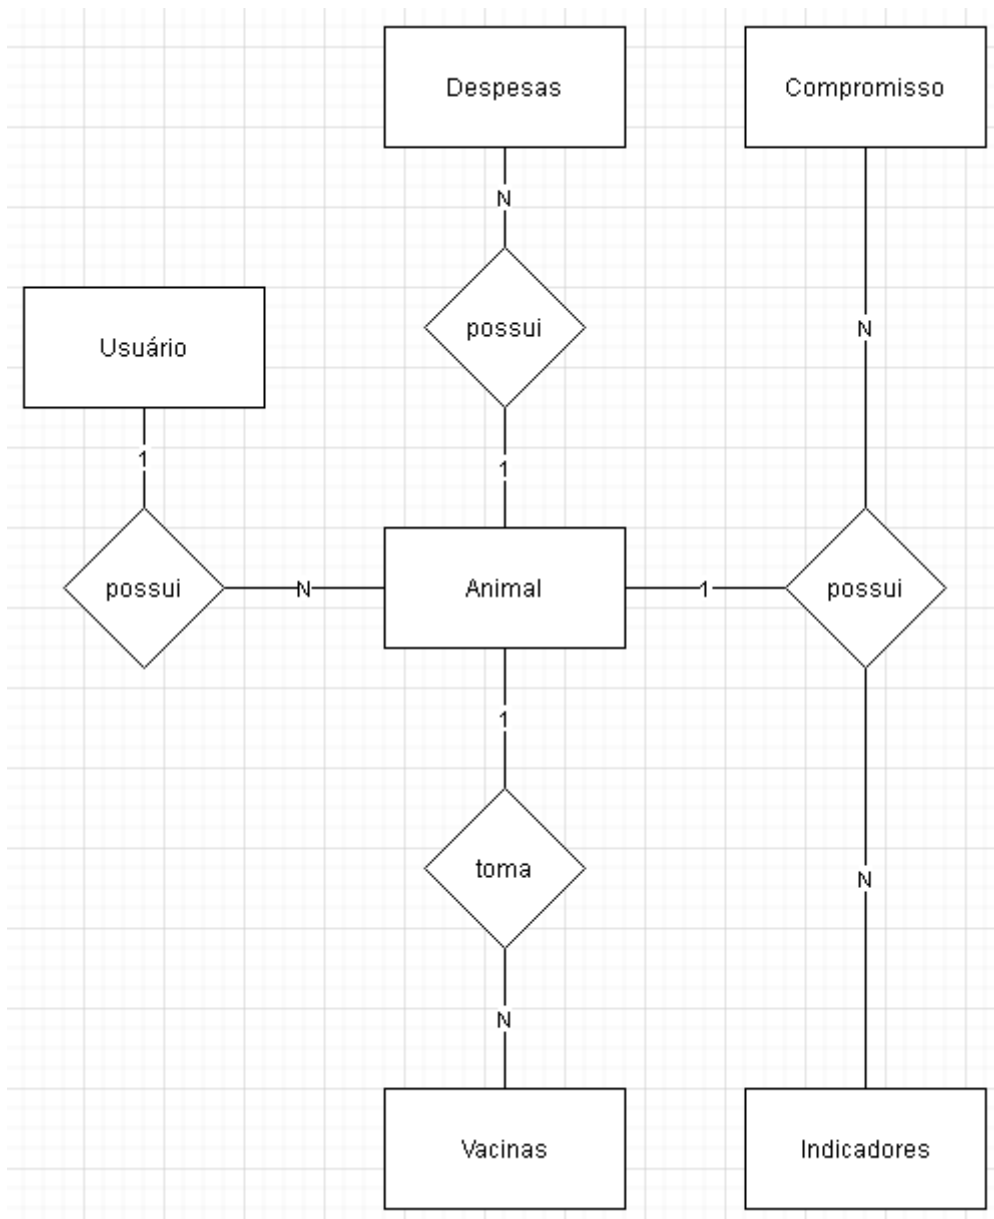 Despesas
Compromisso
N
possui
N
Usuário
1
1
possui
N
Animal
1
possui
1
toma
N
N
Vacinas
Indicadores